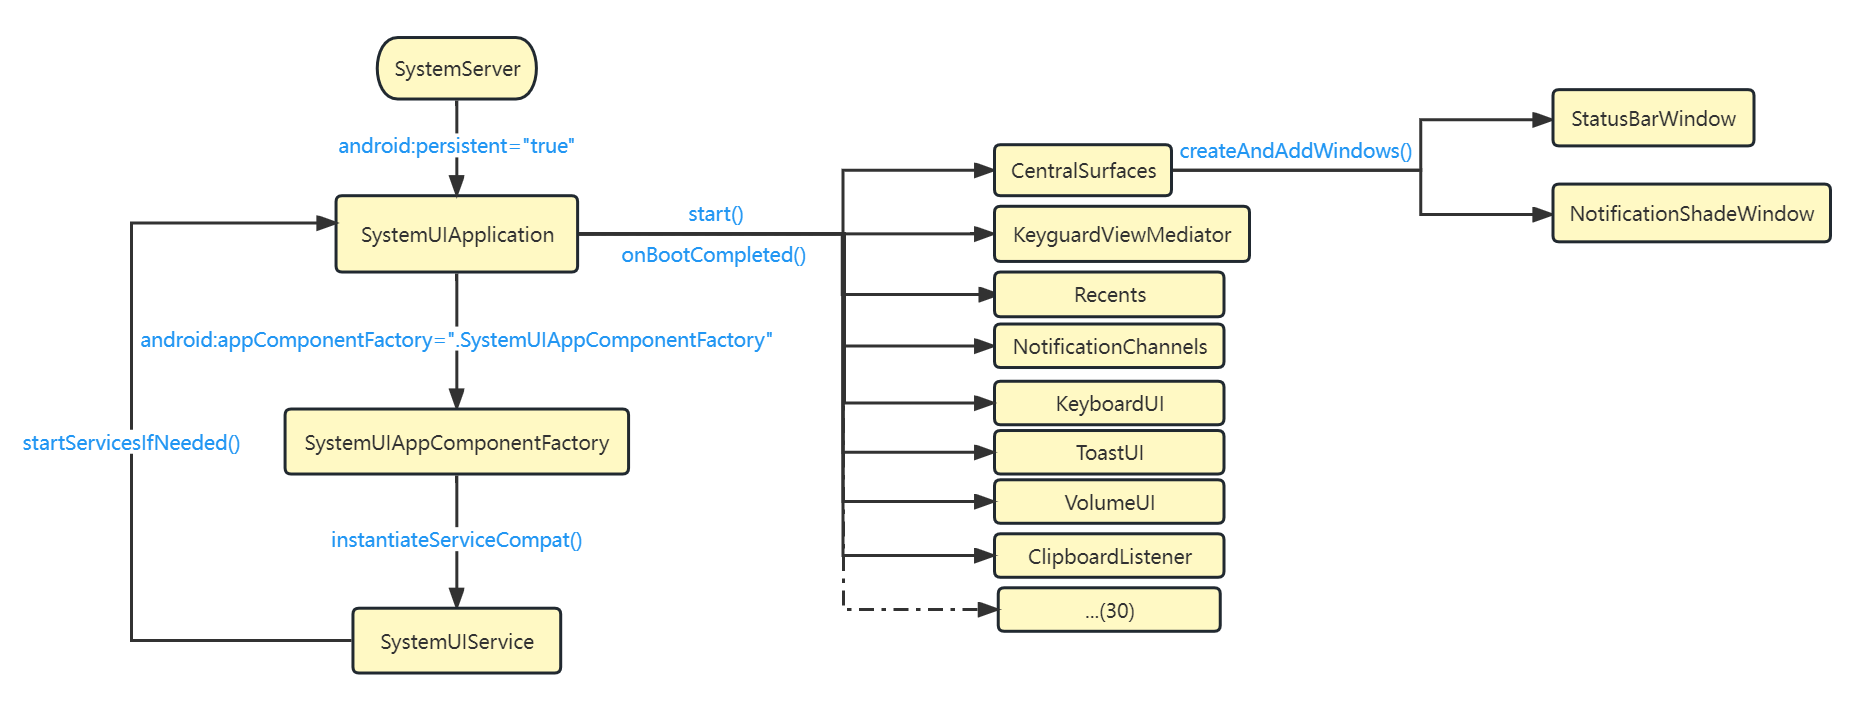 SystemServer
android:persistent="true"
SystemUIApplication
android:appComponentFactory=".SystemUIAppComponentFactory"
SystemUIAppComponentFactory
startServicesIfNeeded()
instantiateServiceCompat()
SystemUIService
start()
onBootCompleted()
CentralSurfaces
KeyguardViewMediator
Recents
NotificationChannels
KeyboardUI
ToastUI
VolumeUI
ClipboardListener
...(30)
createAndAddWindows()
StatusBarWindow
NotificationShadeWindow